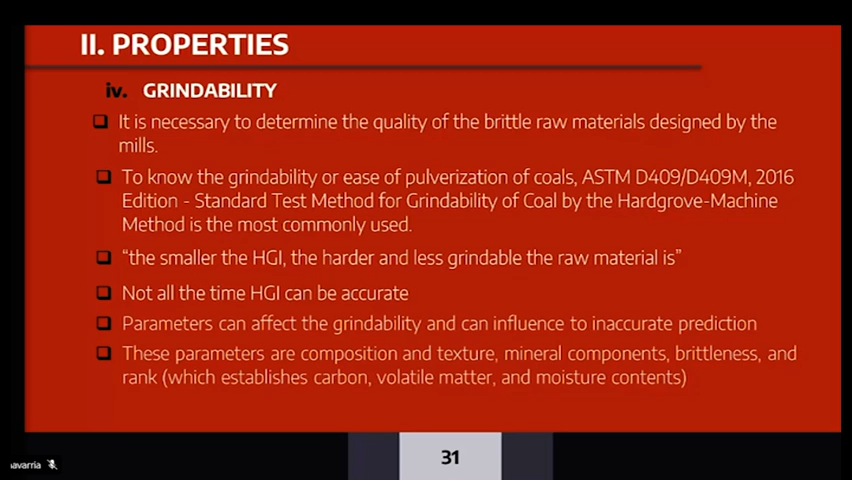 II. PROPERTIES
iv. GRINDABILITY
It is necessary to determine the quality of the brittle raw materials designed by the
mills.
To know the grindability or ease of pulverization of coals, ASTM D409/D409M, 2016
Edition - Standard Test Method for Grindability of Coal by the Hardgrove-Machine
Method is the most commonly used.
“the smaller the HGI, the harder and less grindable the raw material is”
Not all the time HGI can be accurate
Parameters can affect the grindability and can influence to inaccurate prediction
These parameters are composition and texture, mineral components, brittleness, and
rank (which establishes carbon, volatile matter, and moisture contents)
31